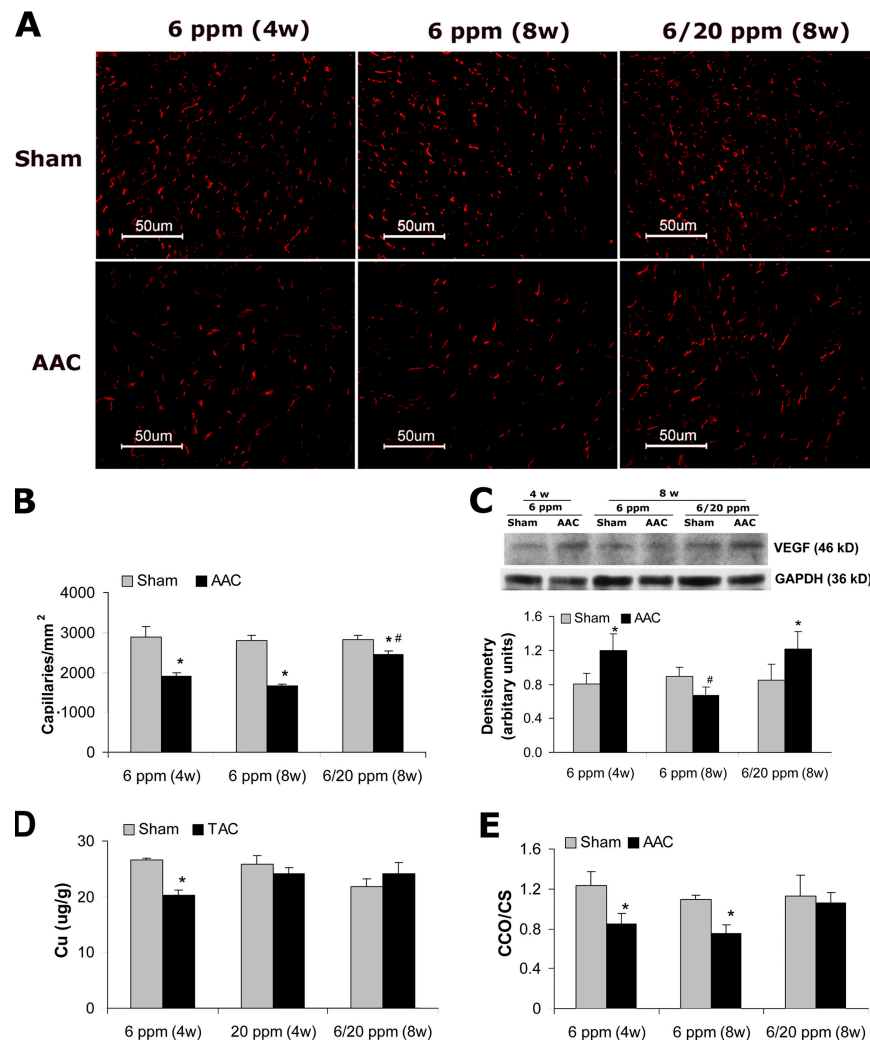 A
6 ppm (4w) 6 ppm (8w) 6/20 ppm (8w)
Sham
50um 50um 50um
AAC
50um 50um 50um
B
Sham AAC
Capillaries/mm²
4000
3000
2000
1000
0
* * *#
6 ppm (4w) 6 ppm (8w) 6/20 ppm (8w)
C
4 w 8 w
6 ppm 6 ppm 6/20 ppm
Sham AAC Sham AAC Sham AAC
VEGF (46 kD)
GAPDH (36 kD)
Sham AAC
Densitometry
(arbitary units)
1.6
1.2
0.8
0.4
0.0
* # *
6 ppm (4w) 6 ppm (8w) 6/20 ppm (8w)
D
Sham TAC
Cu (ug/g)
30
20
10
0
*
6 ppm (4w) 20 ppm (4w) 6/20 ppm (8w)
E
Sham AAC
CCO/CS
1.6
1.2
0.8
0.4
0
* *
6 ppm (4w) 6 ppm (8w) 6/20 ppm (8w)